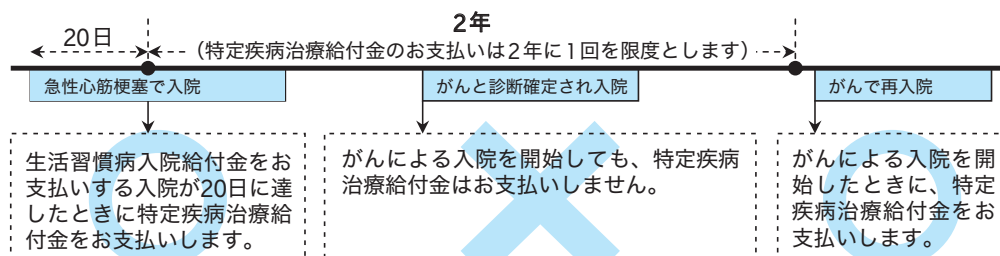 20日
2年
（特定疾病治療給付金のお支払いは2年に1回を限度とします）
急性心筋梗塞で入院
がんと診断確定され入院
がんで再入院
生活習慣病入院給付金をお
支払いする入院が20日に達
したときに特定疾病治療給
付金をお支払いします。
がんによる入院を開始しても、特定疾病
治療給付金はお支払いしません。
がんによる入院を開
始したときに、特定
疾病治療給付金をお
支払いします。